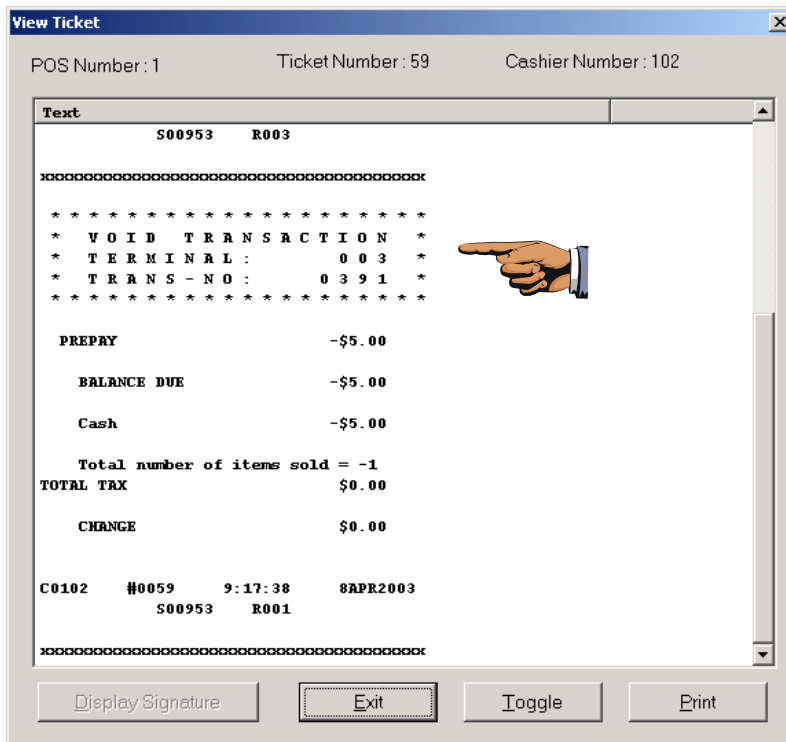 View Ticket
POS Number : 1 Ticket Number : 59 Cashier Number : 102
Text
S00953 R003
xxxxxxxxxxxxxxxxxxxxxxxxxxxxxxxxxxxxxxxx
* * * * * * * * * * * * * * * * * * * *
* V O I D T R A N S A C T I O N *
* T E R M I N A L : 0 0 3 *
* T R A N S - N O : 0 3 9 1 *
* * * * * * * * * * * * * * * * * * * *
PREPAY -$5.00
BALANCE DUE -$5.00
Cash -$5.00
Total number of items sold = -1
TOTAL TAX $0.00
CHANGE $0.00
C0102 #0059 9:17:38 8APR2003
S00953 R001
xxxxxxxxxxxxxxxxxxxxxxxxxxxxxxxxxxxxxxxx
Display Signature Exit Toggle Print